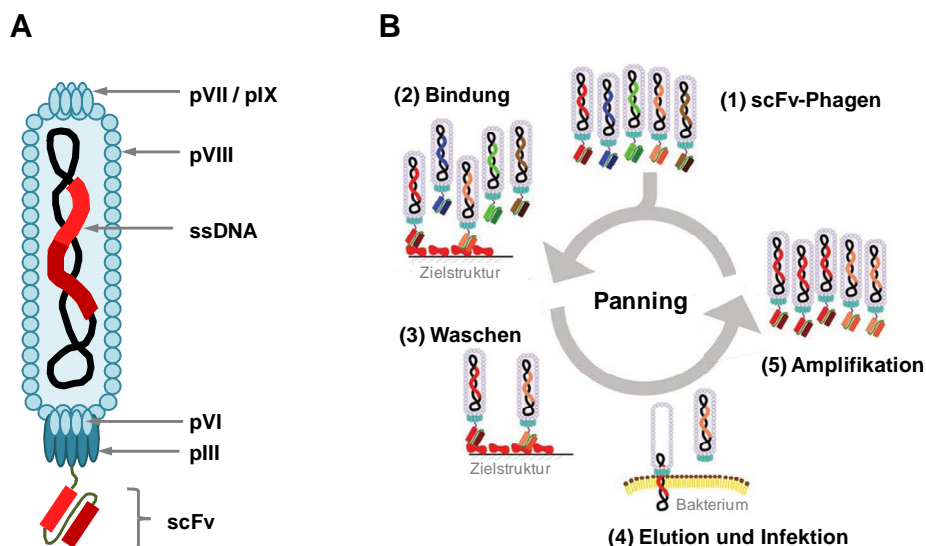 A
pVII / pIX
pVIII
ssDNA
pVI
pIII
scFv
B
(1) scFv-Phagen
(2) Bindung
Zielstruktur
Panning
(3) Waschen
Zielstruktur
(4) Elution und Infektion
Bakterium
(5) Amplifikation